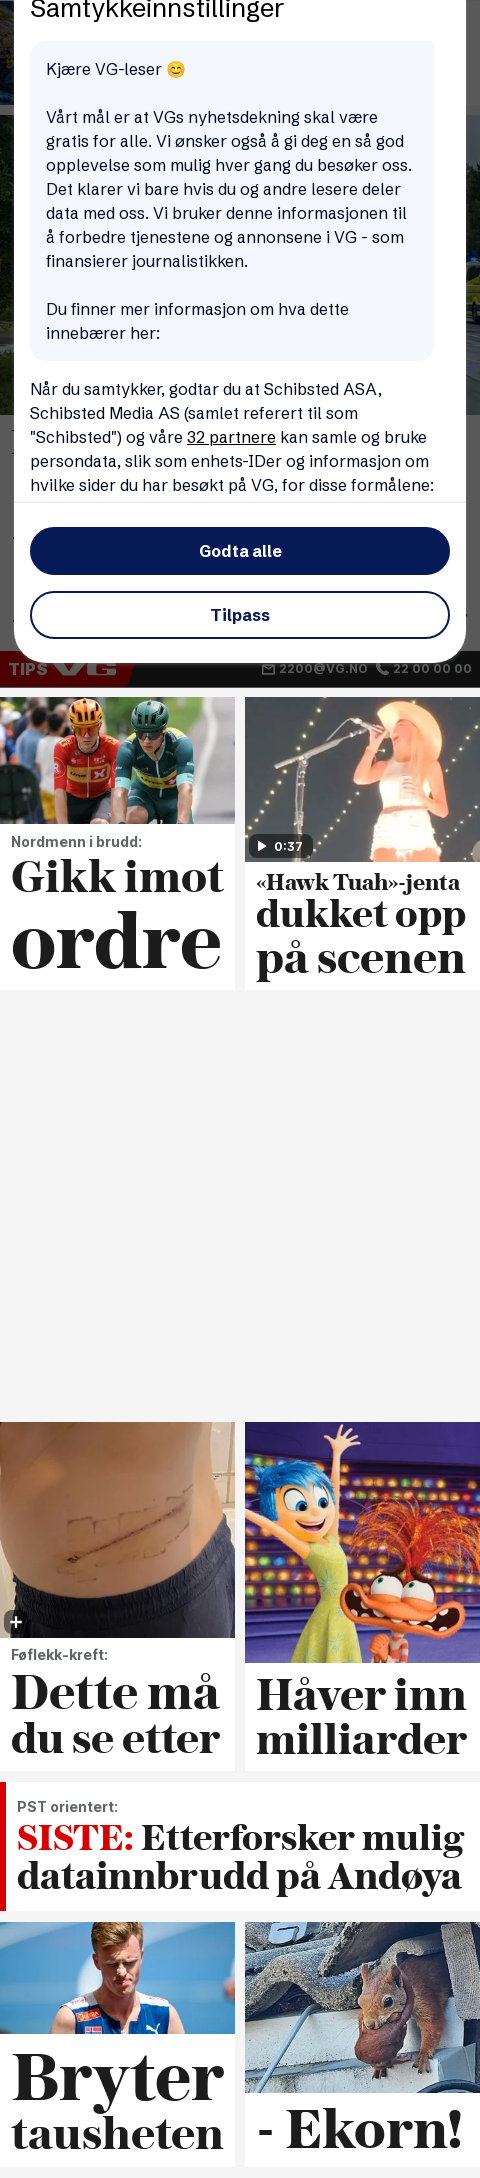 Samtykkeinnstillinger
Kjære VG-leser 😊
Vårt mål er at VGs nyhetsdekning skal være
gratis for alle. Vi ønsker også å gi deg en så god
opplevelse som mulig hver gang du besøker oss.
Det klarer vi bare hvis du og andre lesere deler
data med oss. Vi bruker denne informasjonen til
å forbedre tjenestene og annonsene i VG - som
finansierer journalistikken.
Du finner mer informasjon om hva dette
innebærer her:
Når du samtykker, godtar du at Schibsted ASA,
Schibsted Media AS (samlet referert til som
"Schibsted") og våre 32 partnere kan samle og bruke
persondata, slik som enhets-IDer og informasjon om
hvilke sider du har besøkt på VG, for disse formålene:
Godta alle
Tilpass
TIPS VG 2200@VG.NO 22 00 00 00
Nordmenn i brudd:
Gikk imot
ordre
0:37
«Hawk Tuah»-jenta
dukket opp
på scenen
Føflekk-kreft:
Dette må
du se etter
Håver inn
milliarder
PST orientert:
SISTE: Etterforsker mulig
datainnbrudd på Andøya
Bryter
tausheten
- Ekorn!